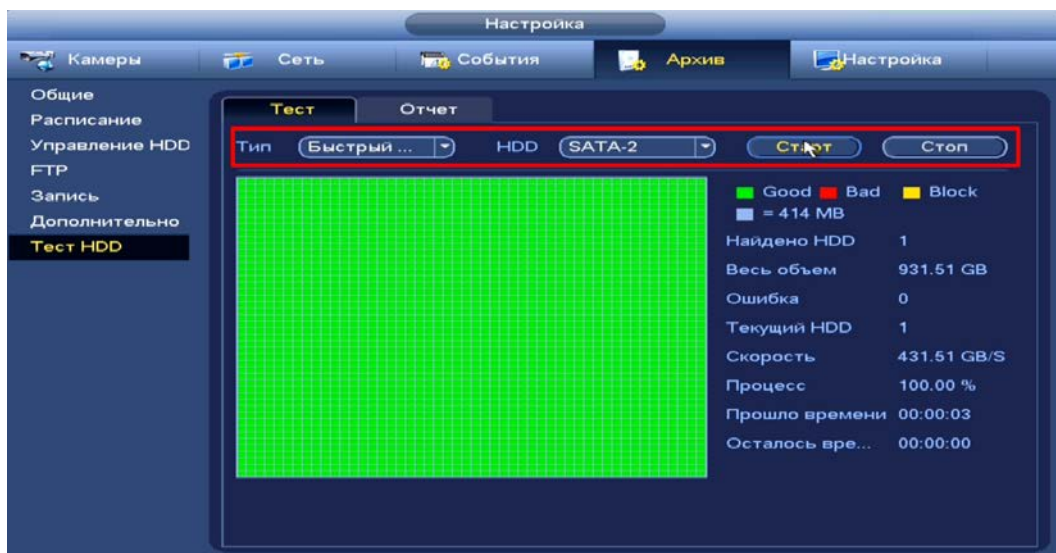 Настройка
Камеры Сеть События Архив Настройка
Общие
Расписание
Управление HDD
FTP
Запись
Дополнительно
Тест HDD
Тест Отчет
Тип Быстрый ... HDD SATA-2 Старт Стоп
Good Bad Block
= 414 MB
Найдено HDD 1
Весь объем 931.51 GB
Ошибка 0
Текущий HDD 1
Скорость 431.51 GB/S
Процесс 100.00 %
Прошло времени 00:00:03
Осталось вре... 00:00:00